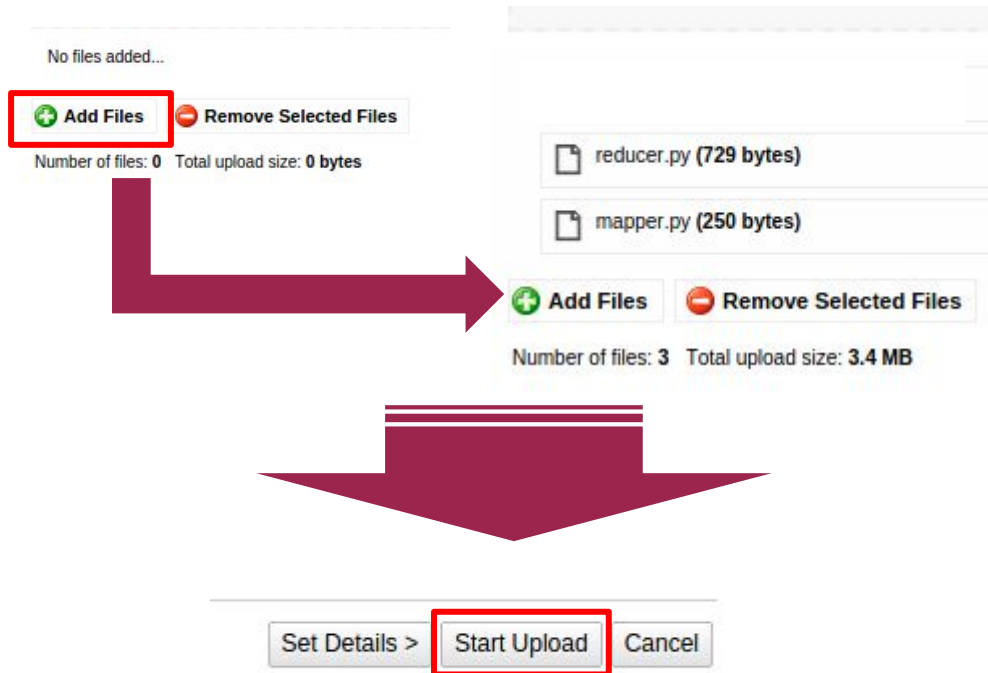 No files added...
Add Files Remove Selected Files
Number of files: 0 Total upload size: 0 bytes
reducer.py (729 bytes)
mapper.py (250 bytes)
Add Files Remove Selected Files
Number of files: 3 Total upload size: 3.4 MB
Set Details > Start Upload Cancel